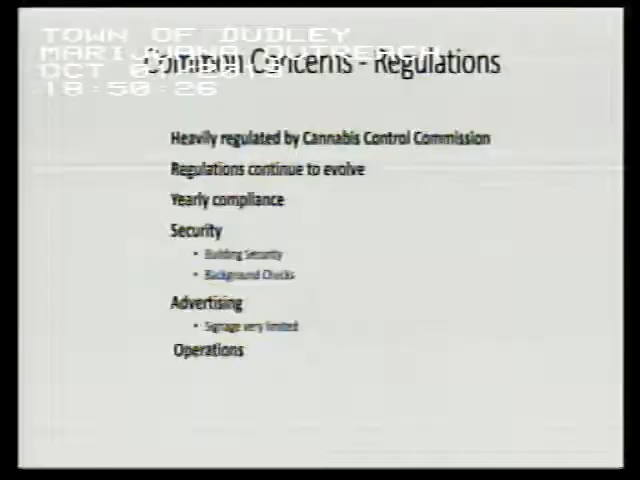 TOWN OF DUDLEY
MARIJUANA OUTREACH
OCT
18:50:26
Common Concerns - Regulations
Heavily regulated by Cannabis Control Commission
Regulations continue to evolve
Yearly compliance
Security
• Building Security
• Background Checks
Advertising
• Signage very limited
Operations